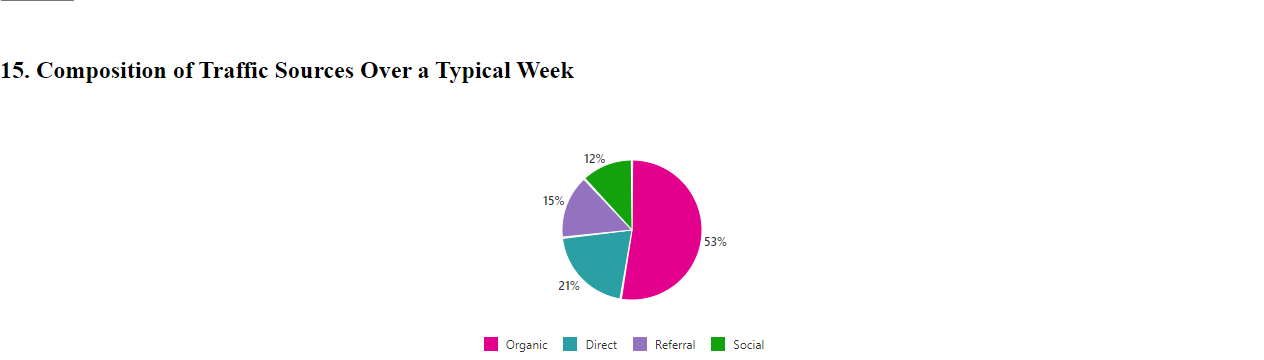 15. Composition of Traffic Sources Over a Typical Week
12%
15%
53%
21%
Organic Direct Referral Social